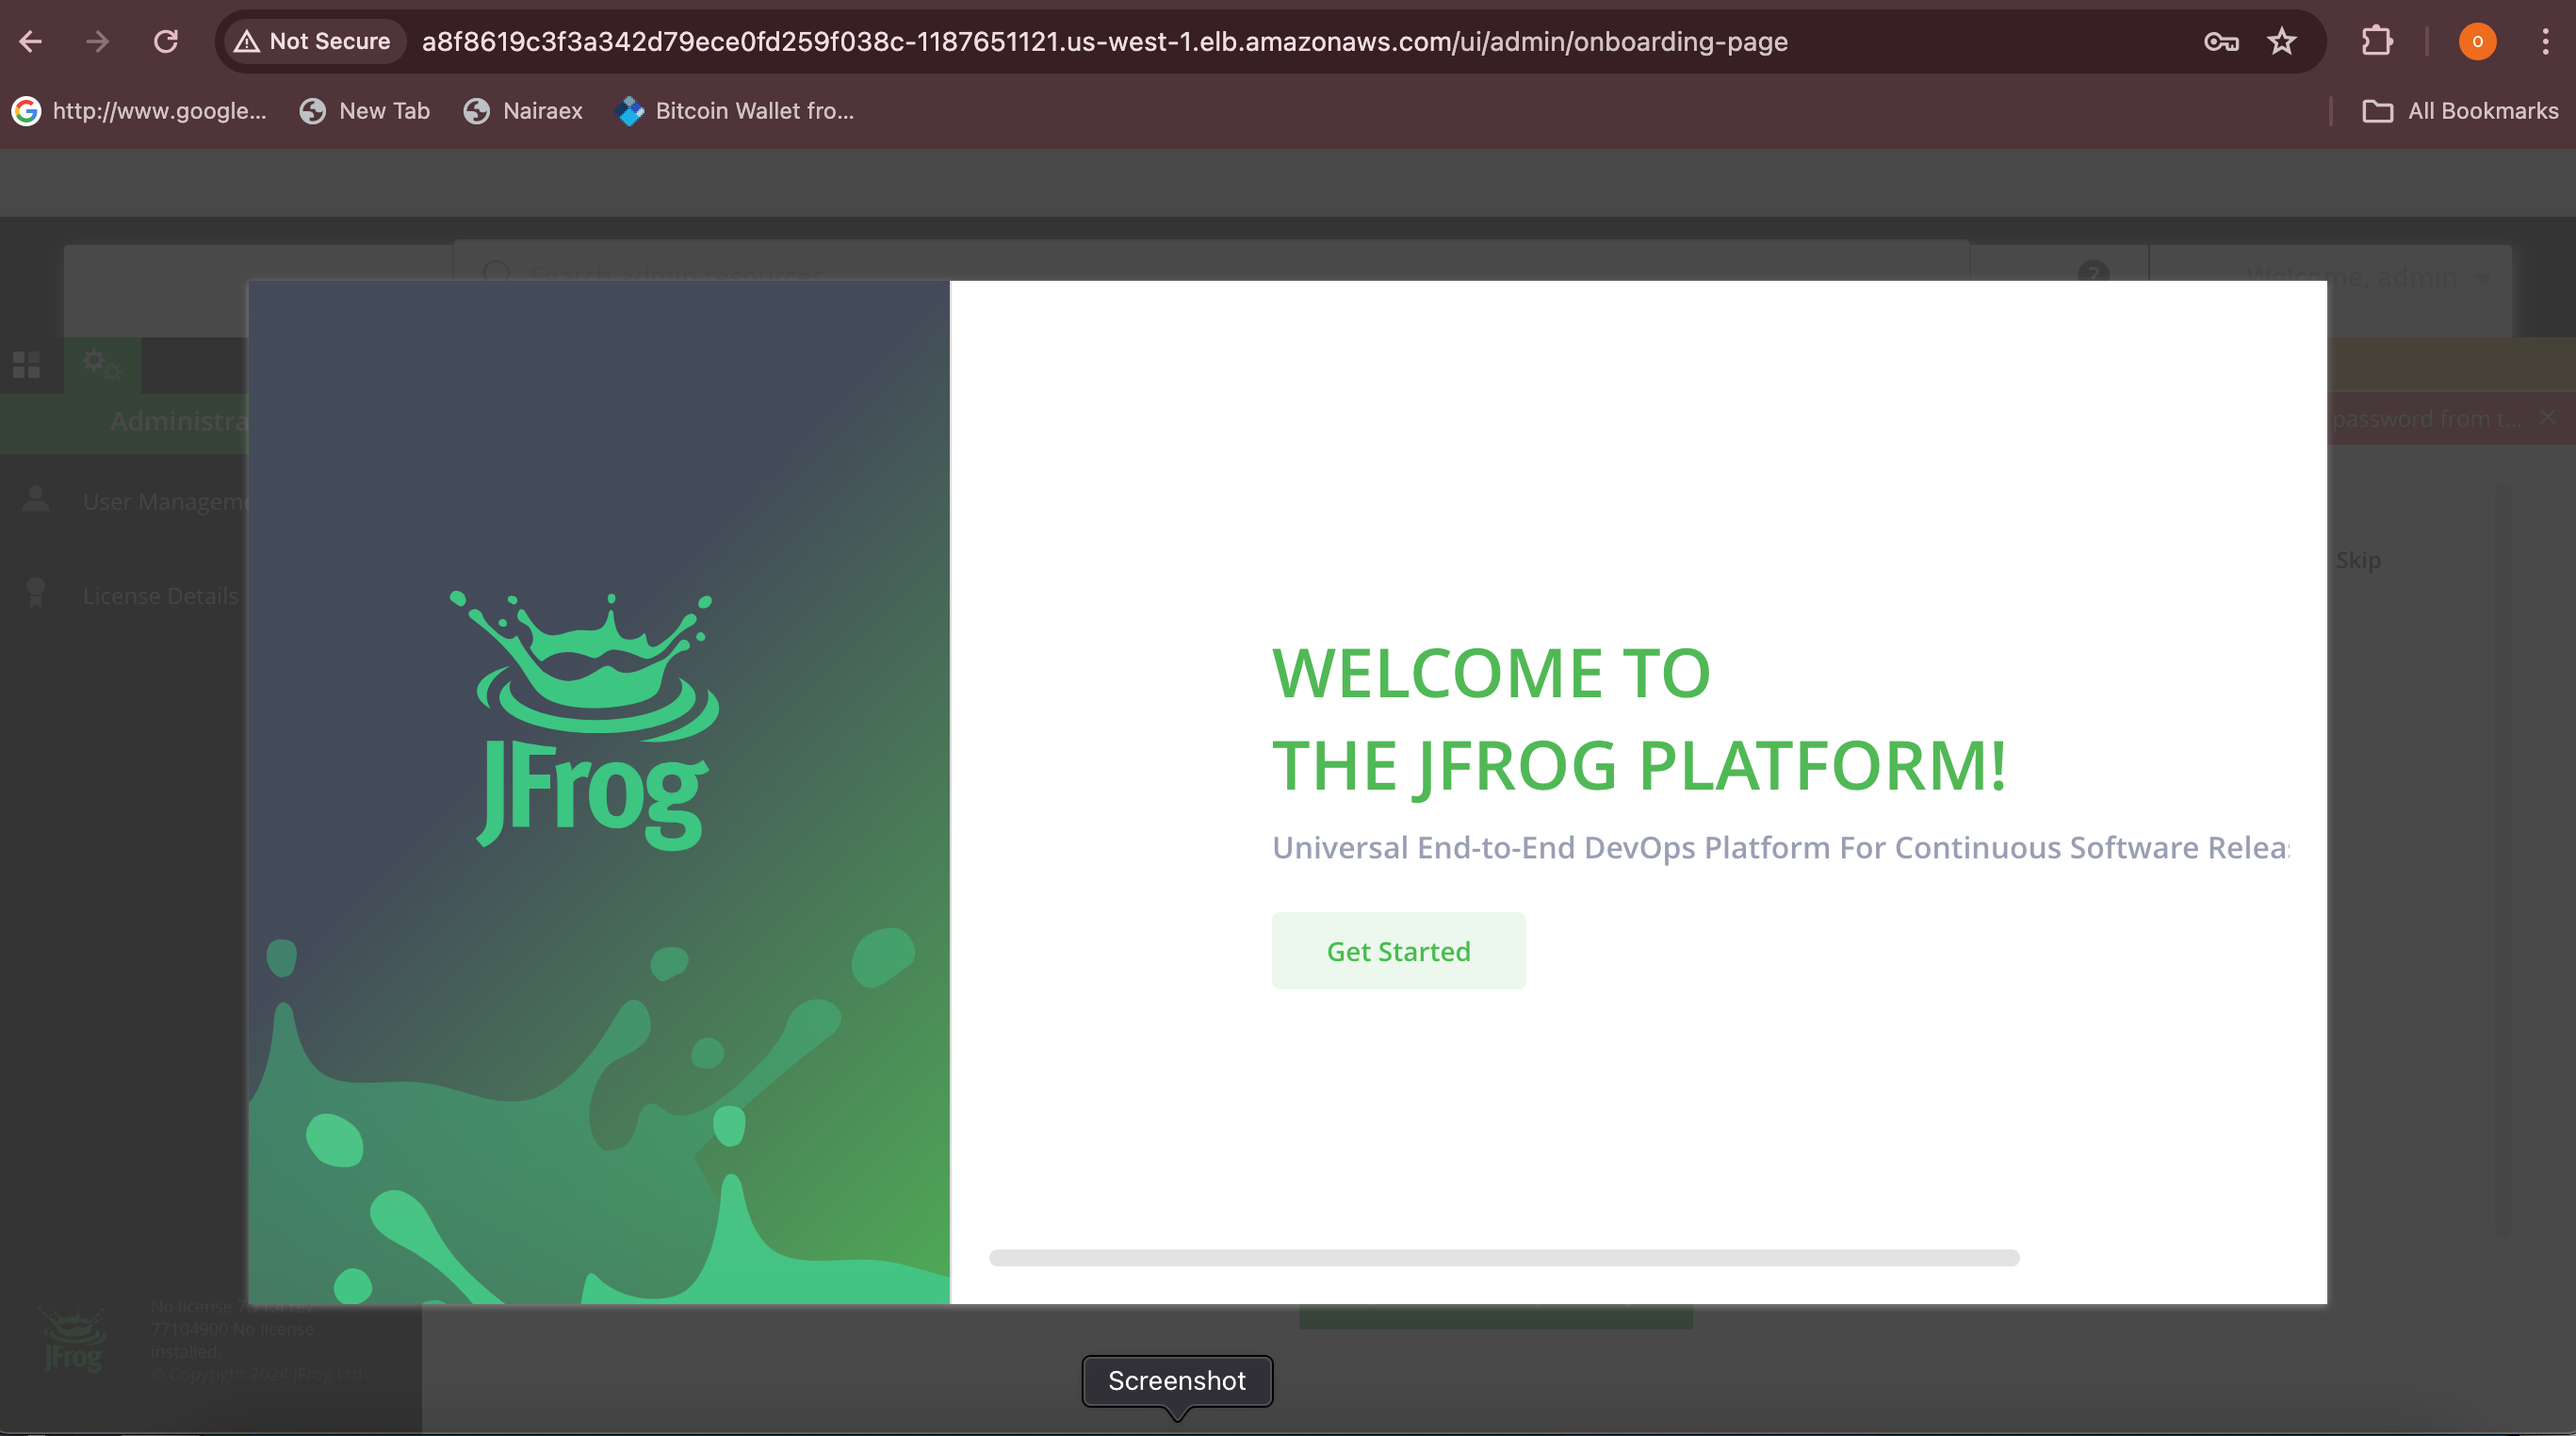 Not Secure
a8f8619c3f3a342d79ece0fd259f038c-1187651121.us-west-1.elb.amazonaws.com/ui/admin/onboarding-page
O
http://www.google...
New Tab
Nairaex
Bitcoin Wallet fro...
All Bookmarks
Search admin resources
?
Welcome, admin
Administra
password from t...
User Manageme
License Details
Skip
JFrog
WELCOME TO
THE JFROG PLATFORM!
Universal End-to-End DevOps Platform For Continuous Software Relea
Get Started
No license
rev
77104900 No license
installed.
© Copyright 2024 JFrog Ltd
JFrog
Screenshot